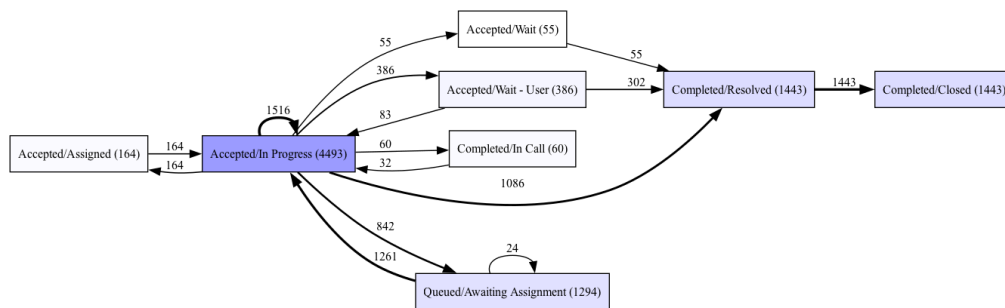 Accepted/Wait (55)
55
55
386
Accepted/Wait - User (386)
302
Completed/Resolved (1443)
1443
Completed/Closed (1443)
1516
83
Accepted/Assigned (164)
164
164
Accepted/In Progress (4493)
60
32
Completed/In Call (60)
1086
842
1261
24
Queued/Awaiting Assignment (1294)